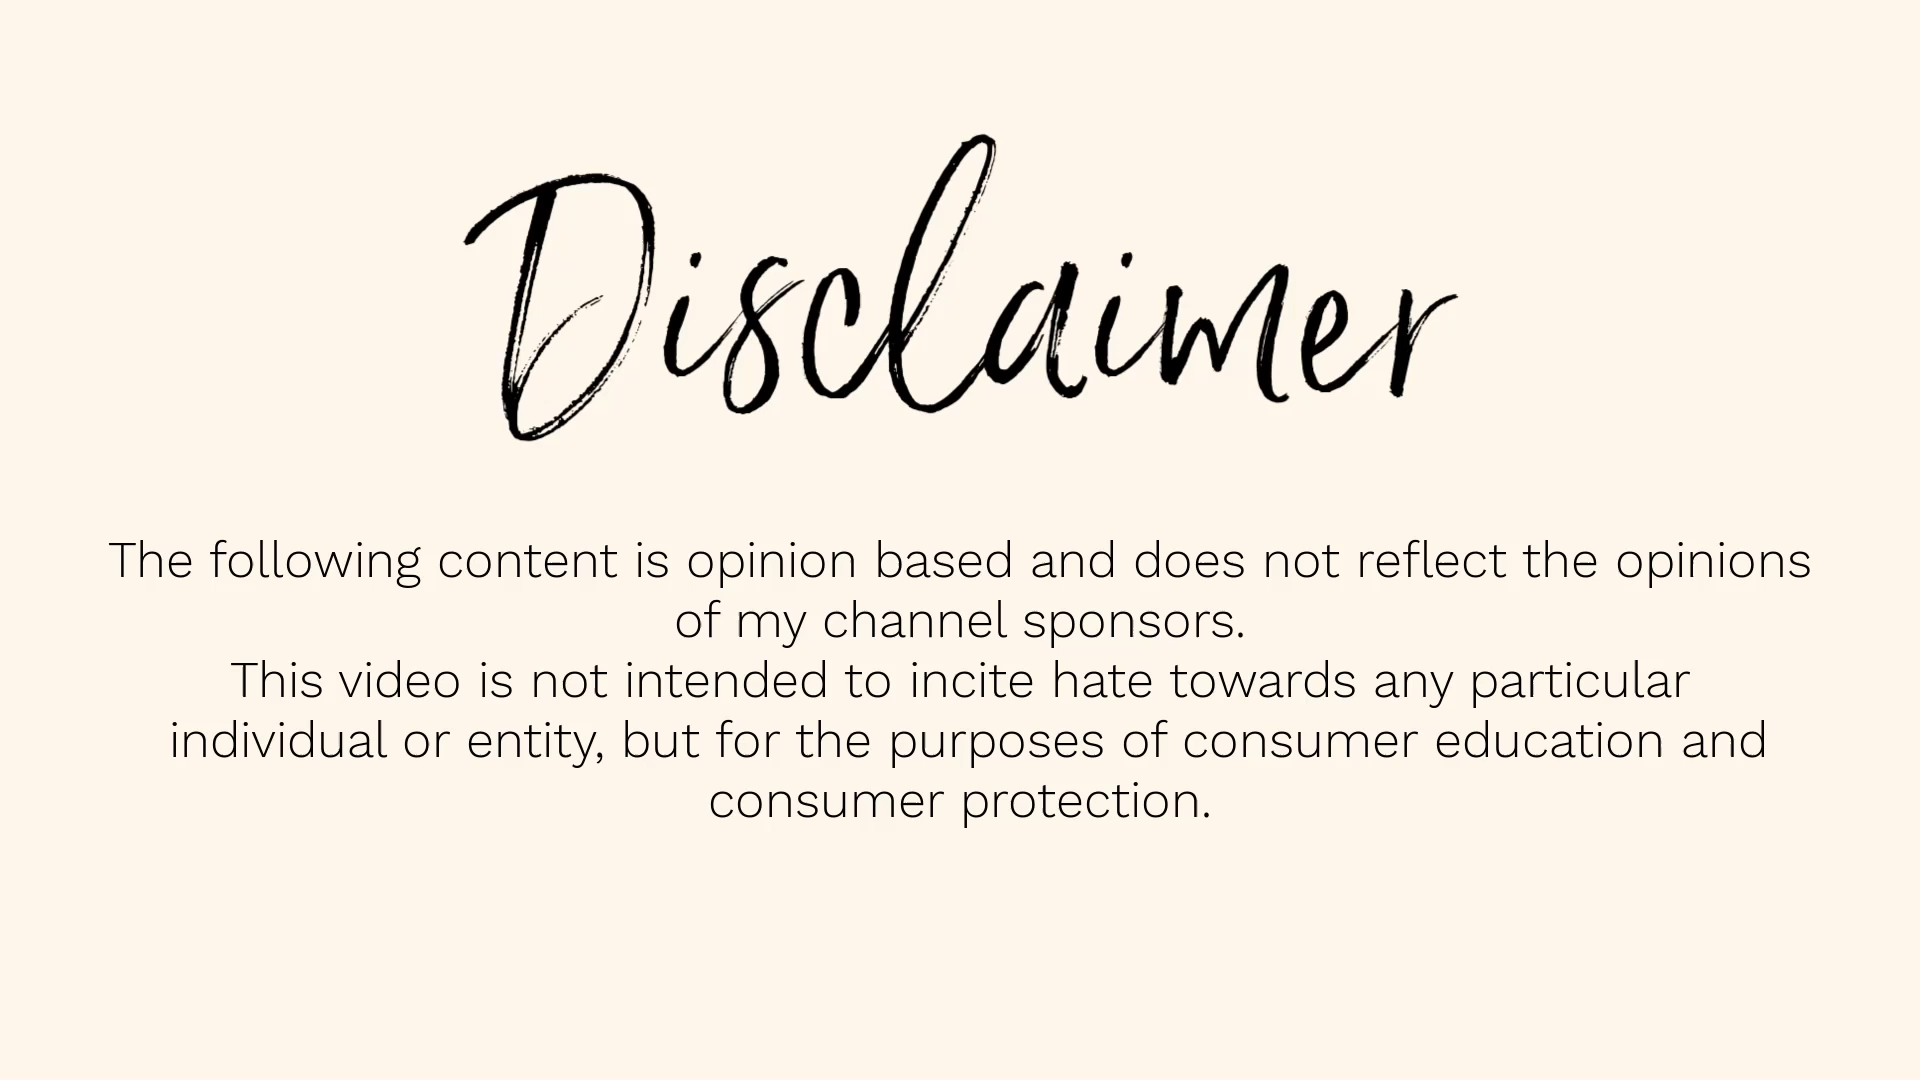 Disclaimer
The following content is opinion based and does not reflect the opinions
of my channel sponsors.
This video is not intended to incite hate towards any particular
individual or entity, but for the purposes of consumer education and
consumer protection.